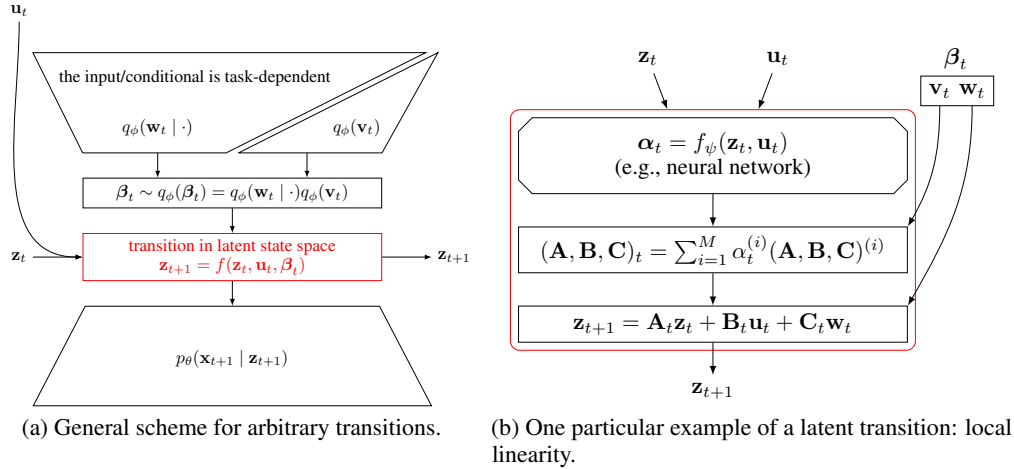 u_t
the input/conditional is task-dependent
q_ϕ(w_t | ·)
q_ϕ(v_t)
β_t ∼ q_ϕ(β_t) = q_ϕ(w_t | ·)q_ϕ(v_t)
z_t
transition in latent state space
z_{t+1} = f(z_t, u_t, β_t)
z_{t+1}
p_θ(x_{t+1} | z_{t+1})
(a) General scheme for arbitrary transitions.
z_t
u_t
β_t
v_t w_t
α_t = f_ψ(z_t, u_t)
(e.g., neural network)
(A, B, C)_t = ∑_{i=1}^{M} α_t^{(i)}(A, B, C)^{(i)}
z_{t+1} = A_t z_t + B_t u_t + C_t w_t
z_{t+1}
(b) One particular example of a latent transition: local
linearity.